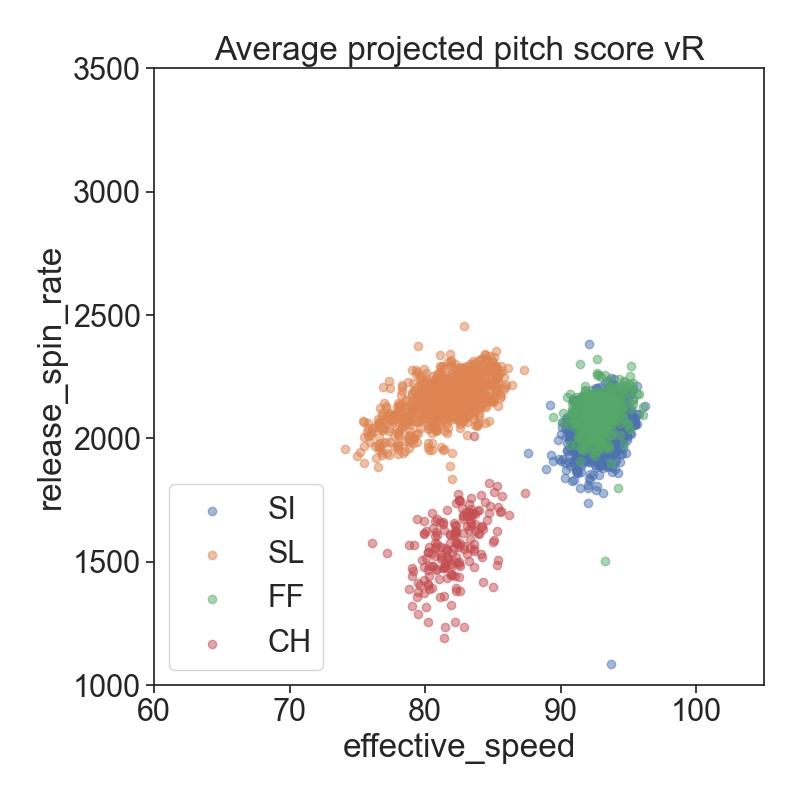 Average projected pitch score vR
3500
3000
2500
2000
1500
1000
release_spin_rate
SI
SL
FF
CH
60 70 80 90 100
effective_speed